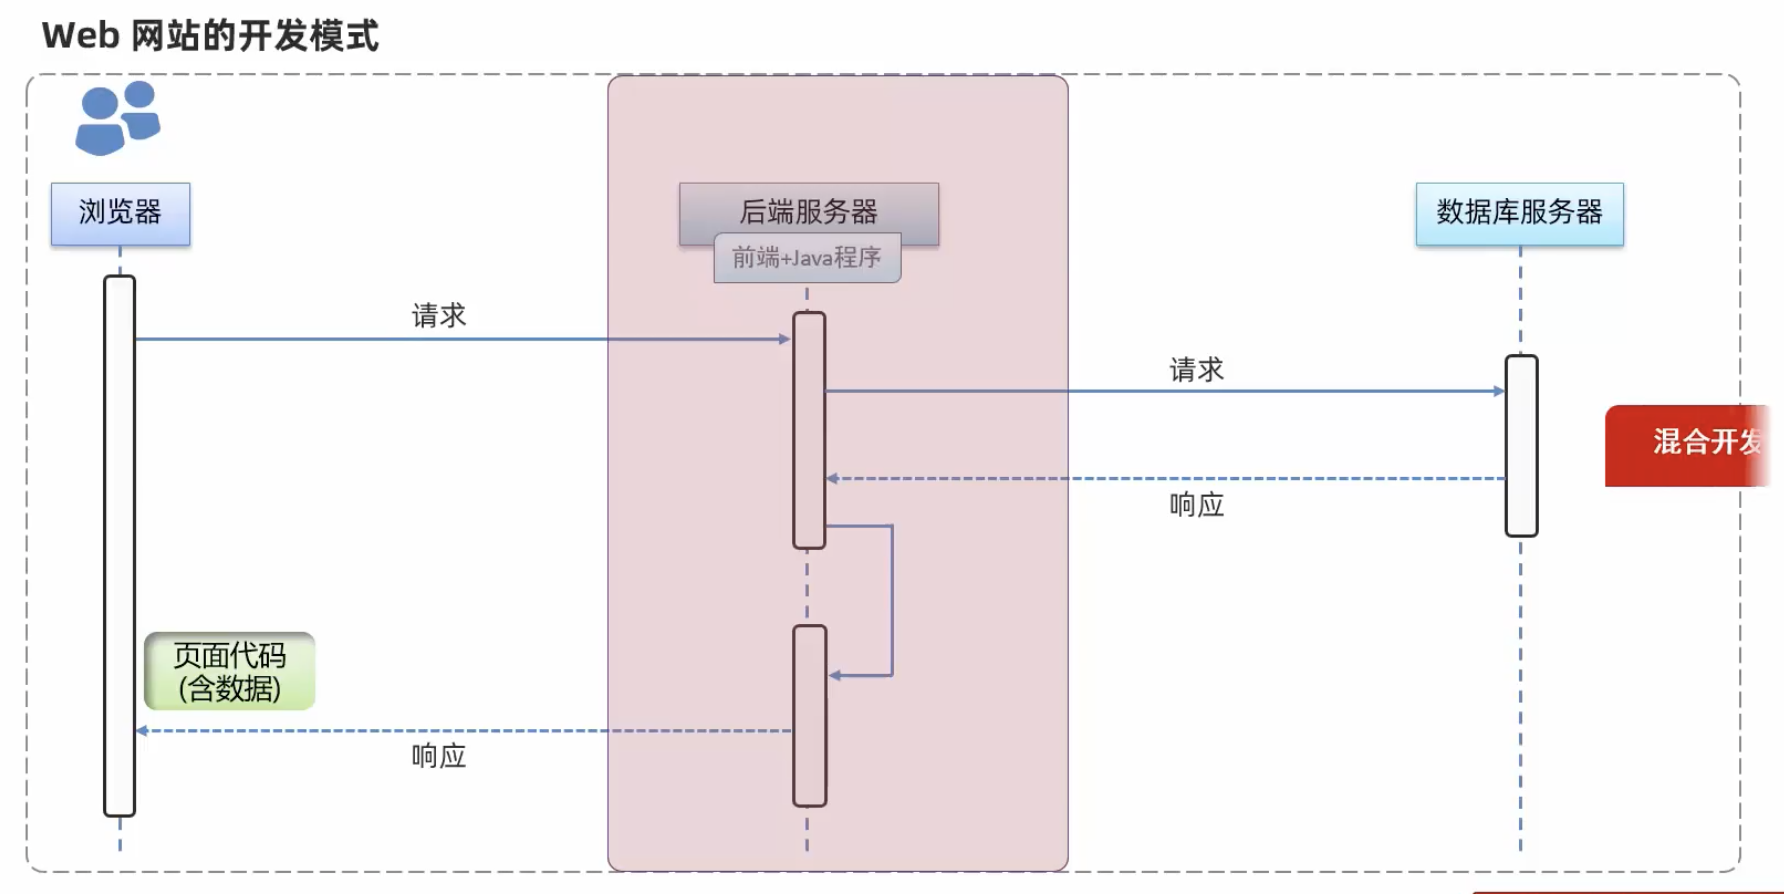 Web 网站的开发模式
浏览器
后端服务器
数据库服务器
前端+Java程序
请求
请求
混合开发
响应
页面代码
(含数据)
响应